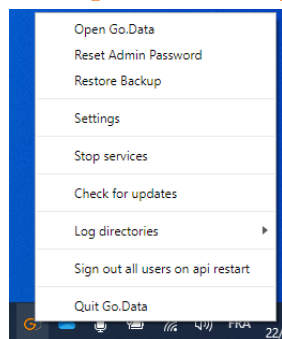 Open Go.Data
Reset Admin Password
Restore Backup
Settings
Stop services
Check for updates
Log directories
Sign out all users on api restart
Quit Go.Data
FRA
22/